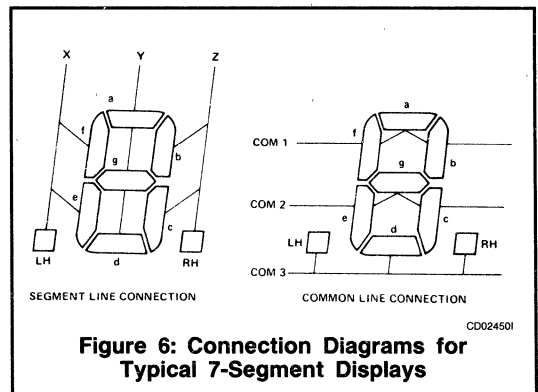 X Y Z
a a
f f
COM 1
b b
g g
COM 2
e e
c c
LH RH d LH d RH
COM 3
SEGMENT LINE CONNECTION COMMON LINE CONNECTION
CD02450I
Figure 6: Connection Diagrams for
Typical 7-Segment Displays